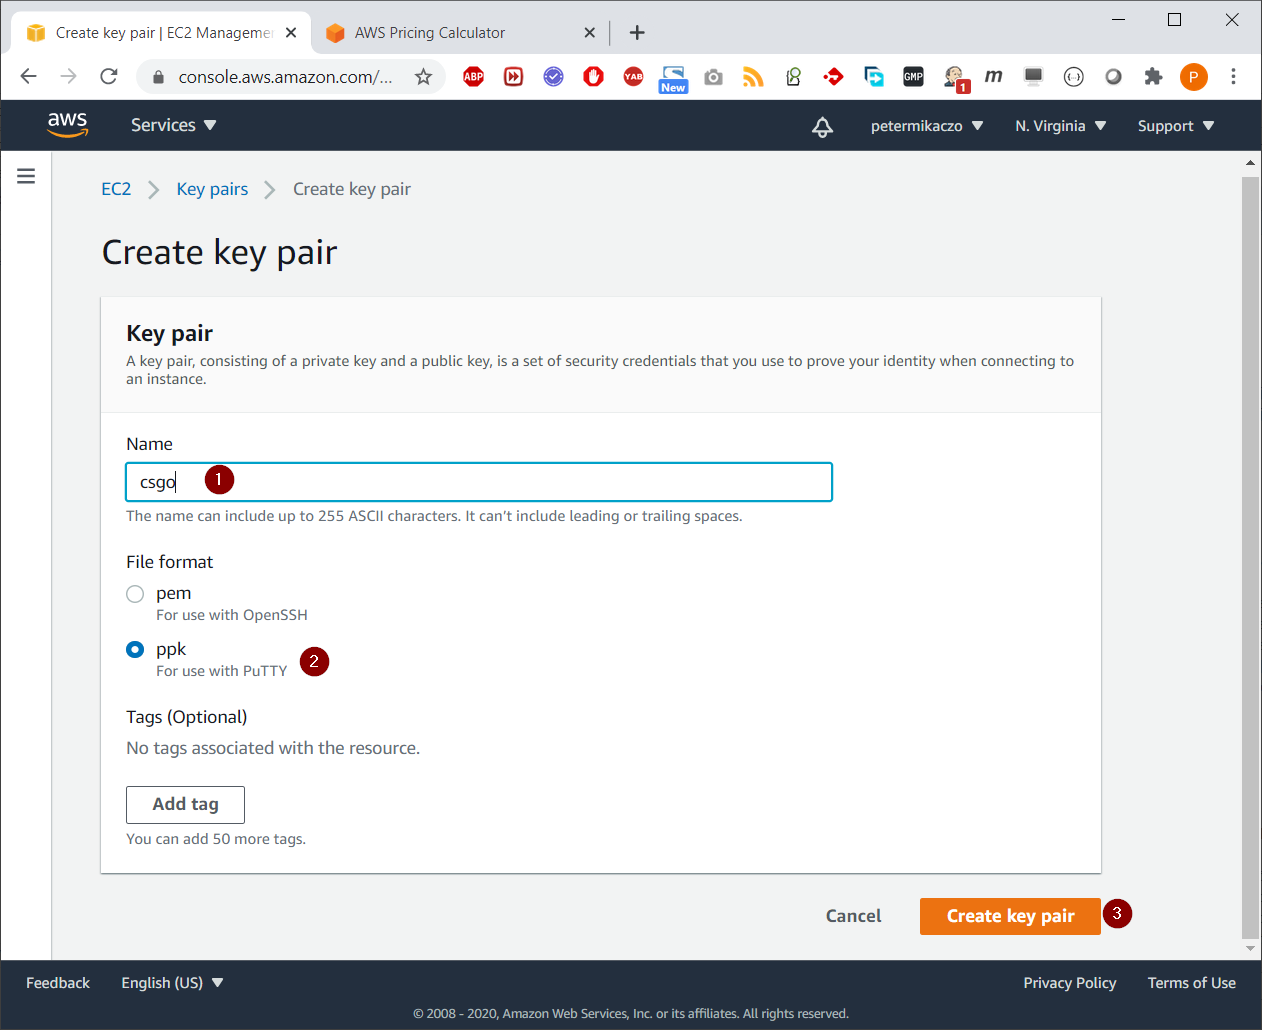 Create key pair | EC2 Manageme
AWS Pricing Calculator
console.aws.amazon.com/...
ABP
YAB
New
GMP
1
m
P
aws
Services
petermikaczo
N. Virginia
Support
EC2
Key pairs
Create key pair
Create key pair
Key pair
A key pair, consisting of a private key and a public key, is a set of security credentials that you use to prove your identity when connecting to
an instance.
Name
csgo
1
The name can include up to 255 ASCII characters. It can't include leading or trailing spaces.
File format
pem
For use with OpenSSH
ppk
For use with PuTTY
2
Tags (Optional)
No tags associated with the resource.
Add tag
You can add 50 more tags.
Cancel
Create key pair
3
Feedback
English (US)
Privacy Policy
Terms of Use
© 2008 - 2020, Amazon Web Services, Inc. or its affiliates. All rights reserved.